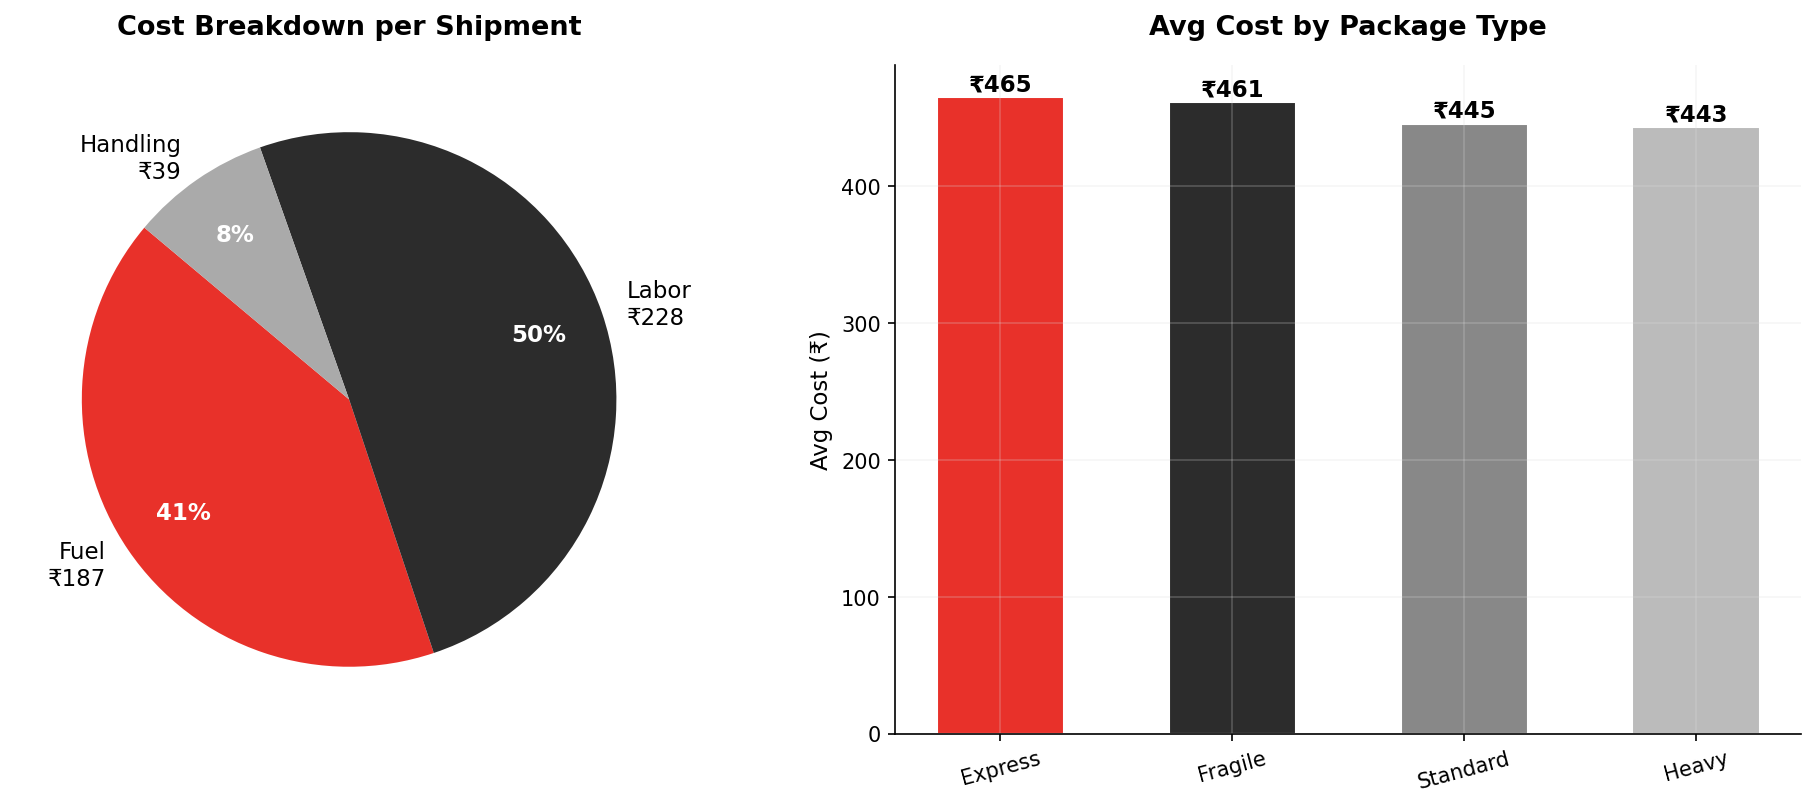 Cost Breakdown per Shipment
Handling
₹39
8%
Labor
₹228
50%
41%
Fuel
₹187
Avg Cost by Package Type
Avg Cost (₹)
400
300
200
100
0
₹465
₹461
₹445
₹443
Express
Fragile
Standard
Heavy